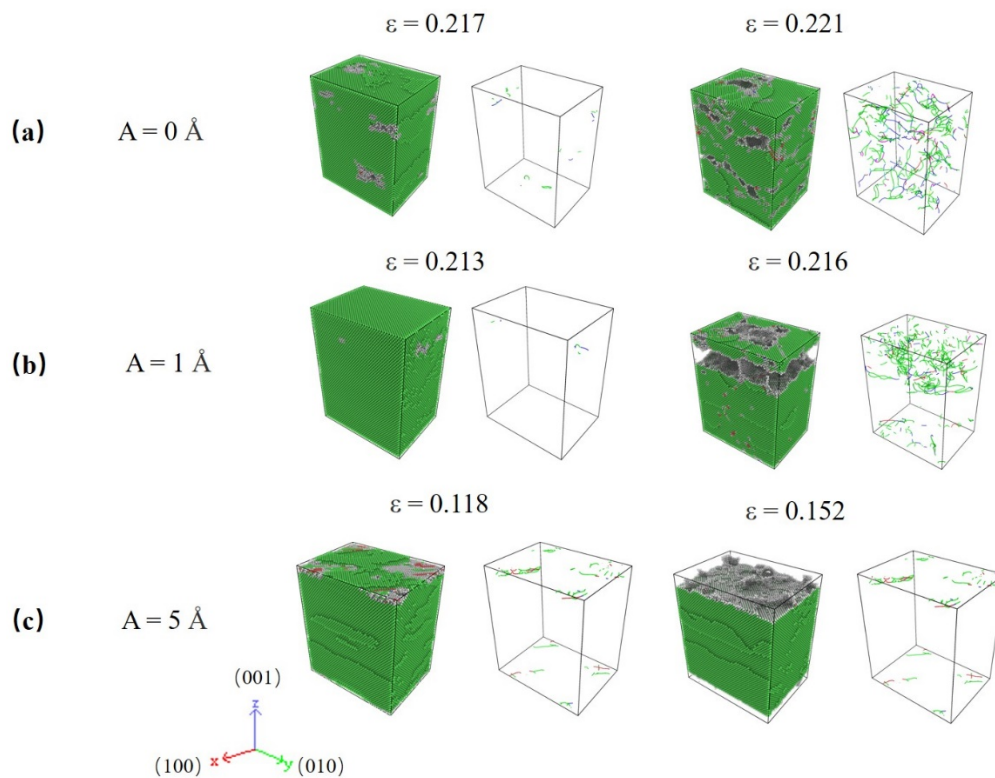 ε = 0.217 ε = 0.221
(a) A = 0 Å
ε = 0.213 ε = 0.216
(b) A = 1 Å
ε = 0.118 ε = 0.152
(c) A = 5 Å
(001)
z
(100) x y (010)